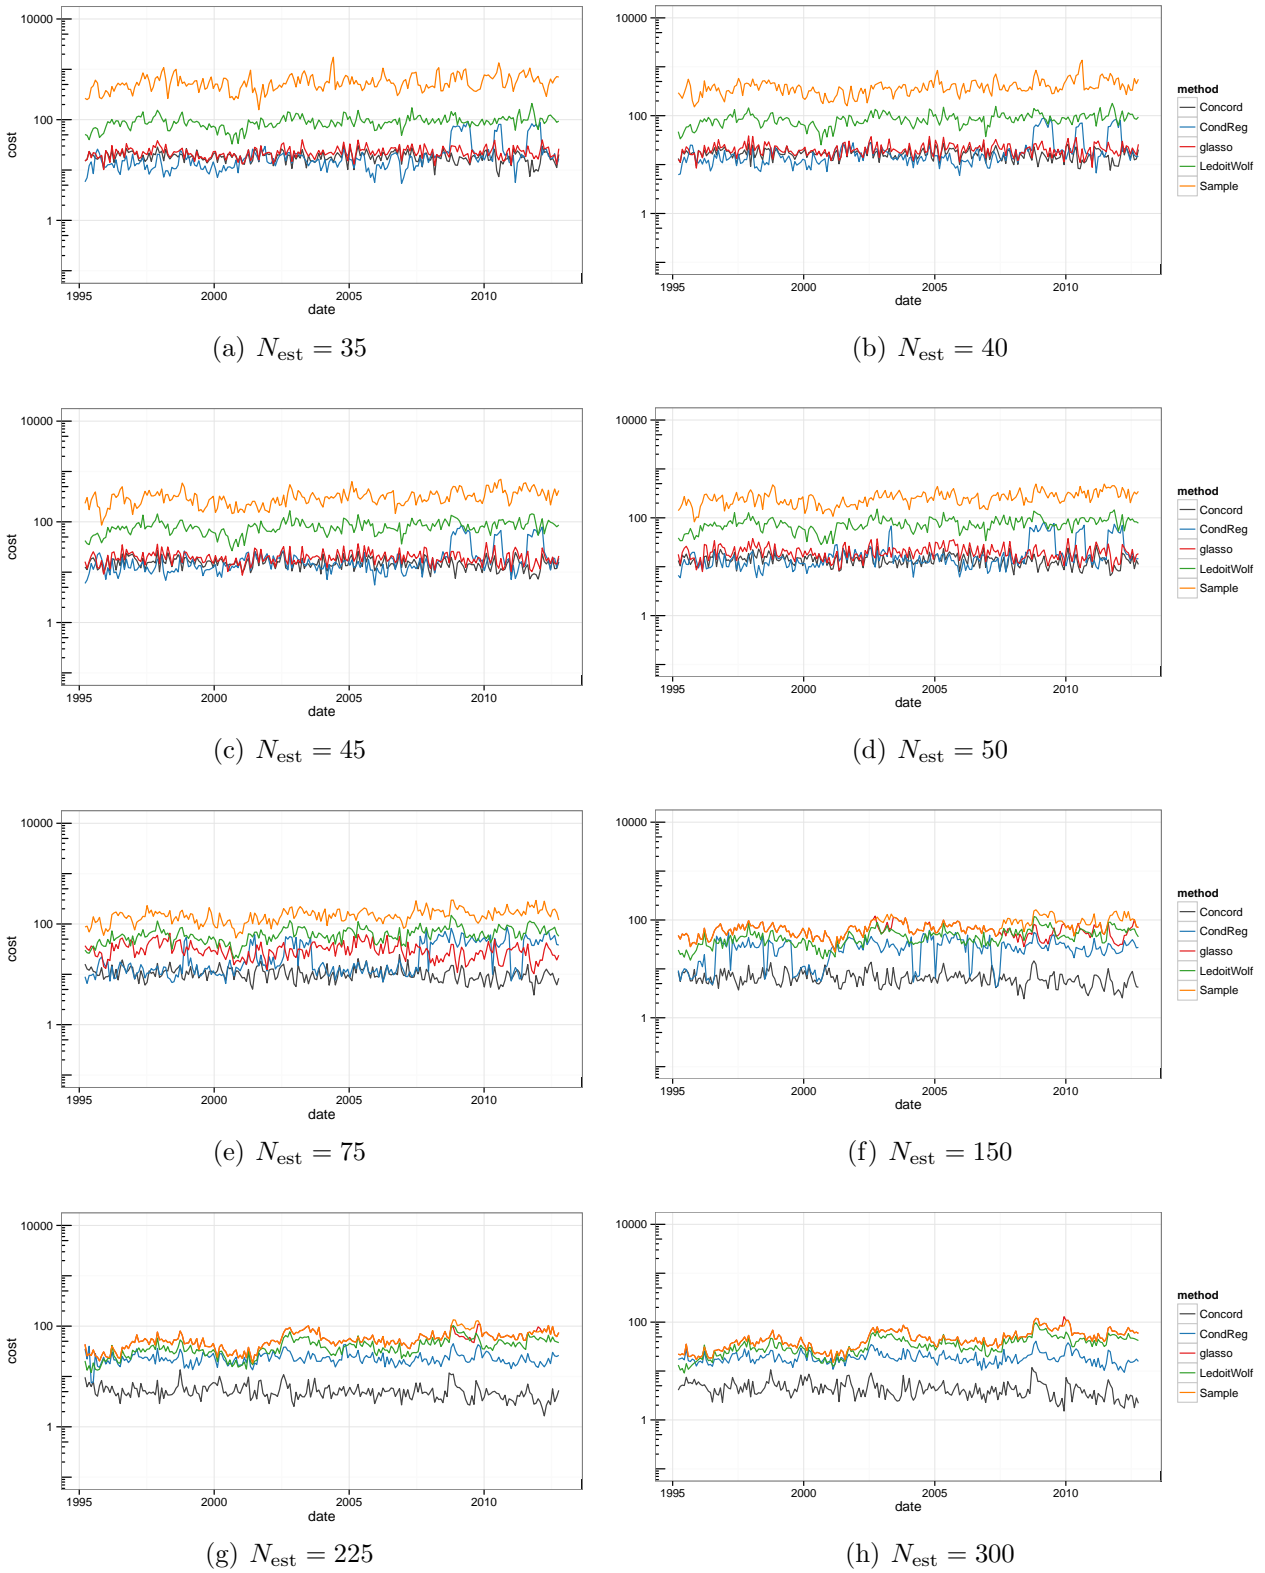 10000
100
1
cost
1995
2000
2005
2010
date
(a) N_est = 35
10000
100
1
1995
2000
2005
2010
date
method
Concord
CondReg
glasso
LedoitWolf
Sample
(b) N_est = 40
10000
100
1
cost
1995
2000
2005
2010
date
(c) N_est = 45
10000
100
1
1995
2000
2005
2010
date
method
Concord
CondReg
glasso
LedoitWolf
Sample
(d) N_est = 50
10000
100
1
cost
1995
2000
2005
2010
date
(e) N_est = 75
10000
100
1
1995
2000
2005
2010
date
method
Concord
CondReg
glasso
LedoitWolf
Sample
(f) N_est = 150
10000
100
1
cost
1995
2000
2005
2010
date
(g) N_est = 225
10000
100
1
1995
2000
2005
2010
date
method
Concord
CondReg
glasso
LedoitWolf
Sample
(h) N_est = 300